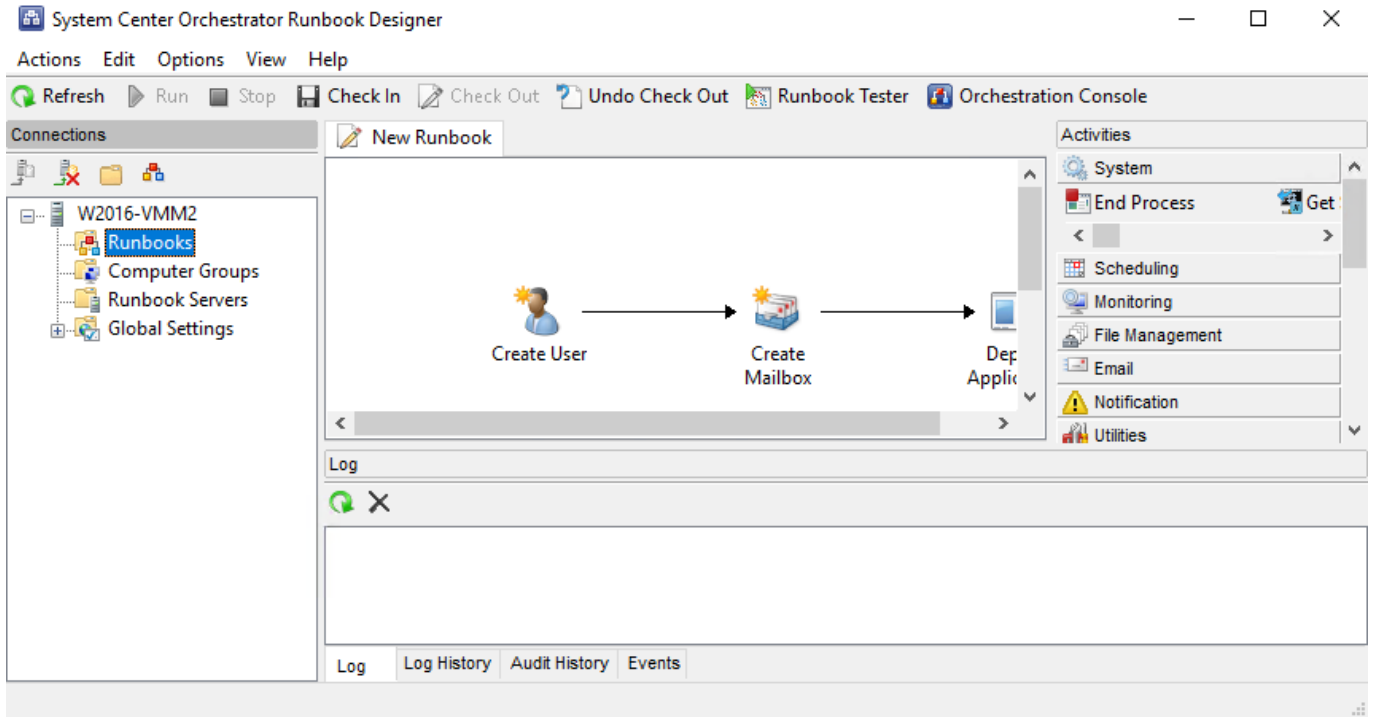 System Center Orchestrator Runbook Designer
Actions Edit Options View Help
Refresh Run Stop Check In Check Out Undo Check Out Runbook Tester Orchestration Console
Connections
New Runbook
Activities
W2016-VMM2
Runbooks
Computer Groups
Runbook Servers
Global Settings
Create User
Create
Mailbox
Dep
Applic
System
End Process Get
Scheduling
Monitoring
File Management
Email
Notification
Utilities
Log
Log Log History Audit History Events